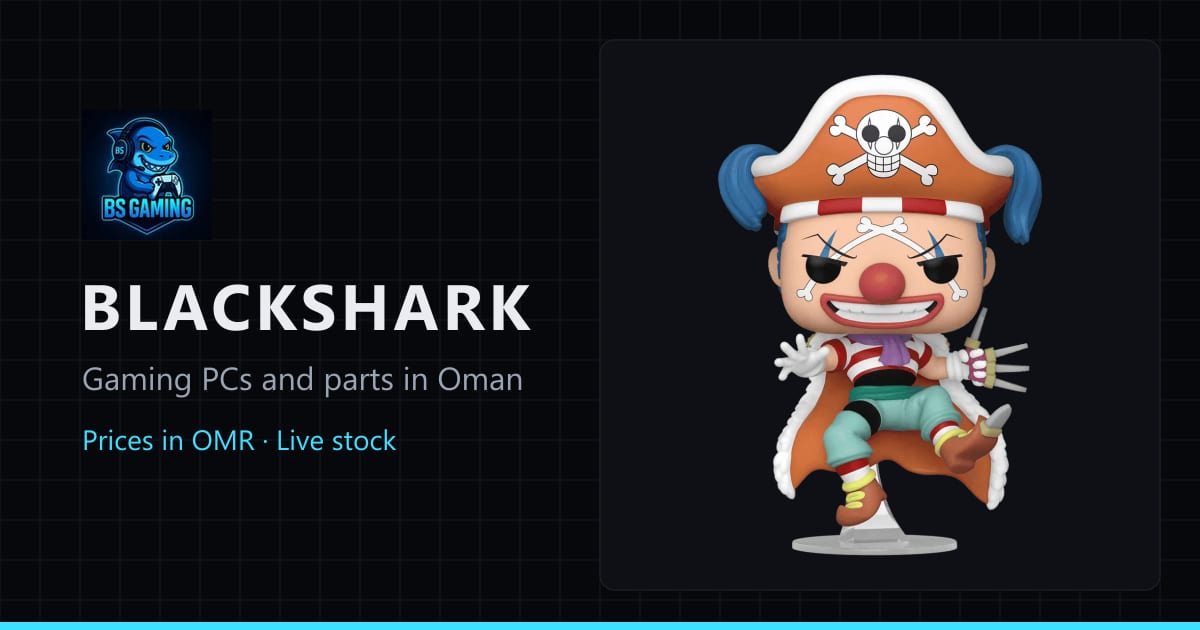 BS
BS GAMING
BLACKSHARK
Gaming PCs and parts in Oman
Prices in OMR · Live stock